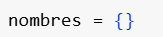 nombres = {}